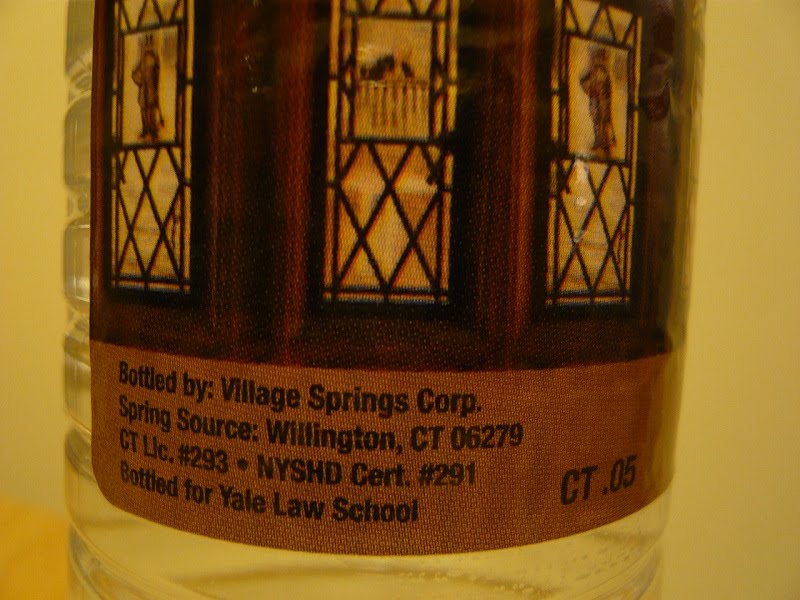 Bottled by: Village Springs Corp.
Spring Source: Willington, CT 06279
CT Lic. #293 • NYSHD Cert. #291
Bottled for Yale Law School
CT .05